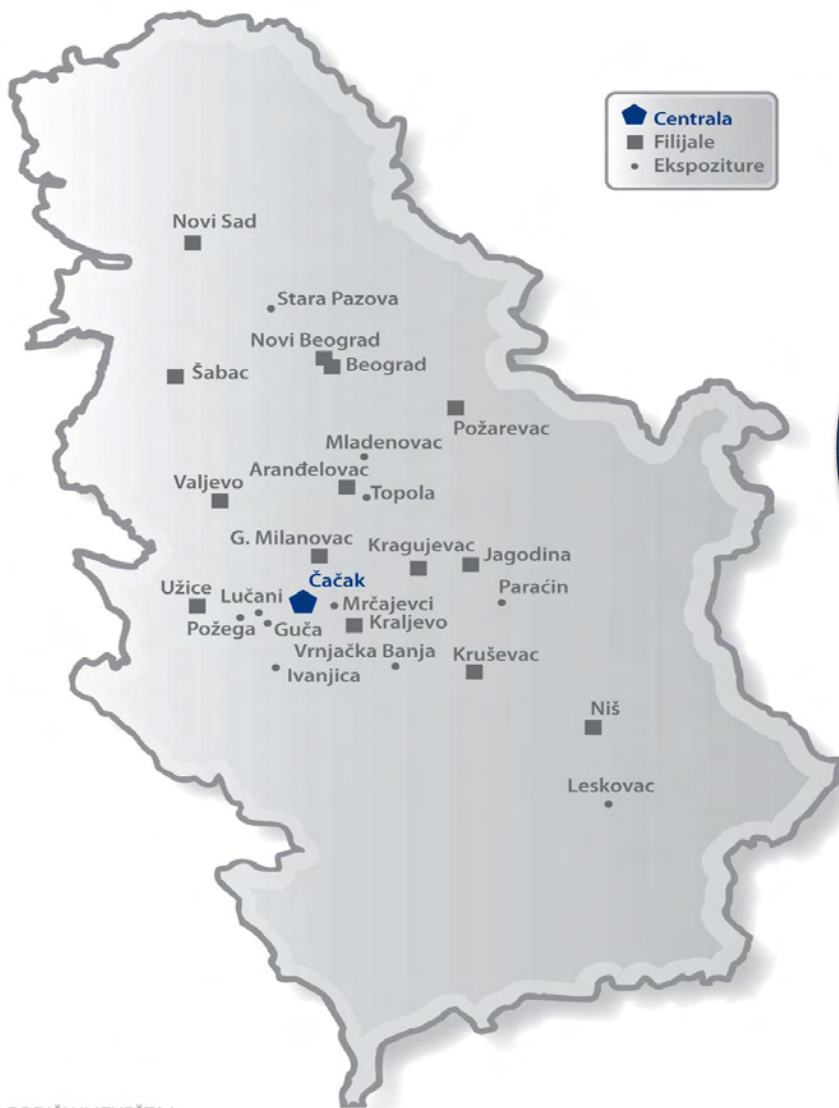 Centrala
Filijale
Ekspoziture
Novi Sad
Stara Pazova
Novi Beograd
Beograd
Šabac
Požarevac
Mladenovac
Aranđelovac
Valjevo
Topola
G. Milanovac
Kragujevac
Jagodina
Čačak
Užice
Lučani
Mrčajevci
Paraćin
Požega
Guča
Kraljevo
Vrnjačka Banja
Kruševac
Ivanjica
Niš
Leskovac